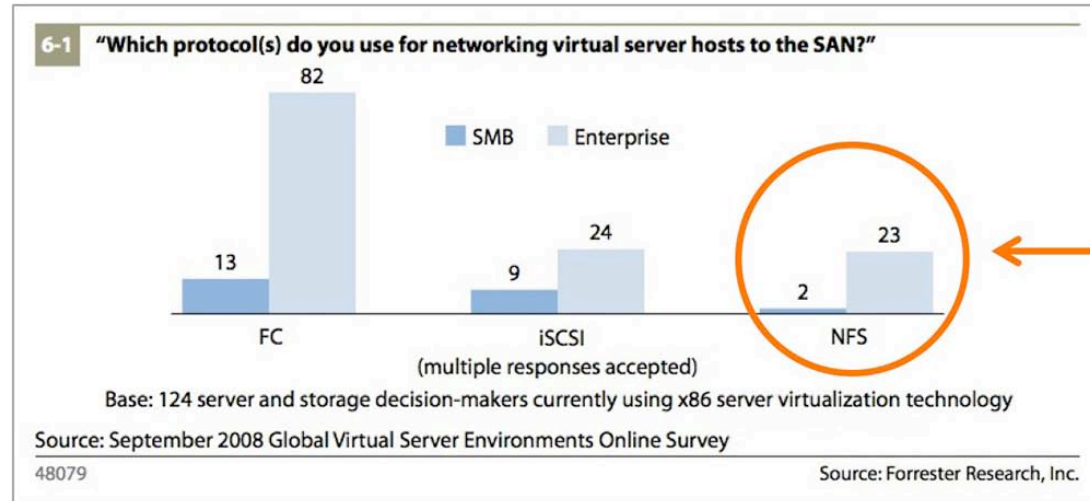 6-1 “Which protocol(s) do you use for networking virtual server hosts to the SAN?”
82
SMB Enterprise
13
9
24
2
23
FC iSCSI NFS
(multiple responses accepted)
Base: 124 server and storage decision-makers currently using x86 server virtualization technology
Source: September 2008 Global Virtual Server Environments Online Survey
48079 Source: Forrester Research, Inc.